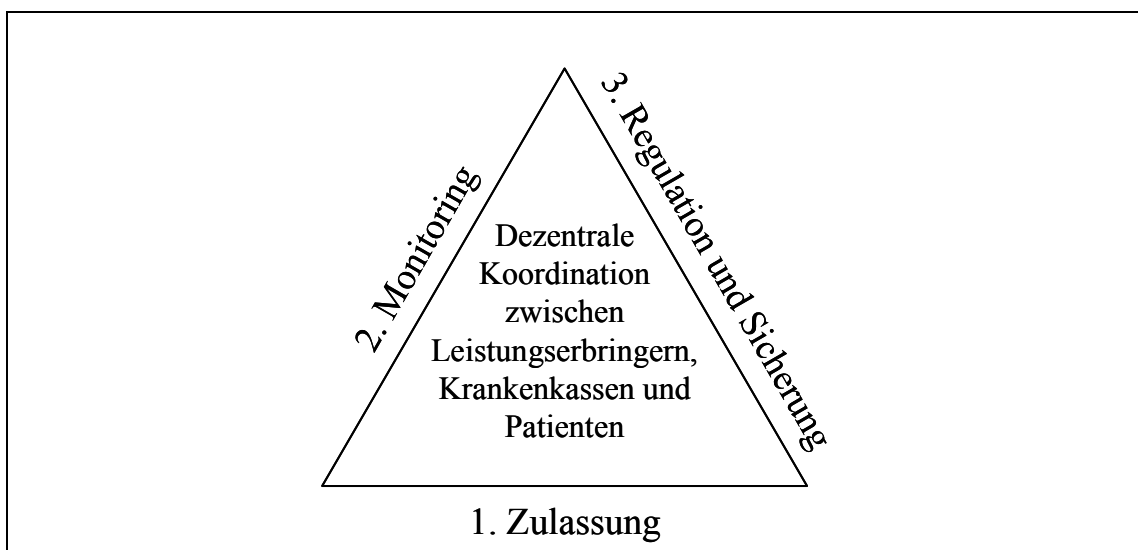 3. Regulation und Sicherung
2. Monitoring
Dezentrale
Koordination
zwischen
Leistungserbringern,
Krankenkassen und
Patienten
1. Zulassung